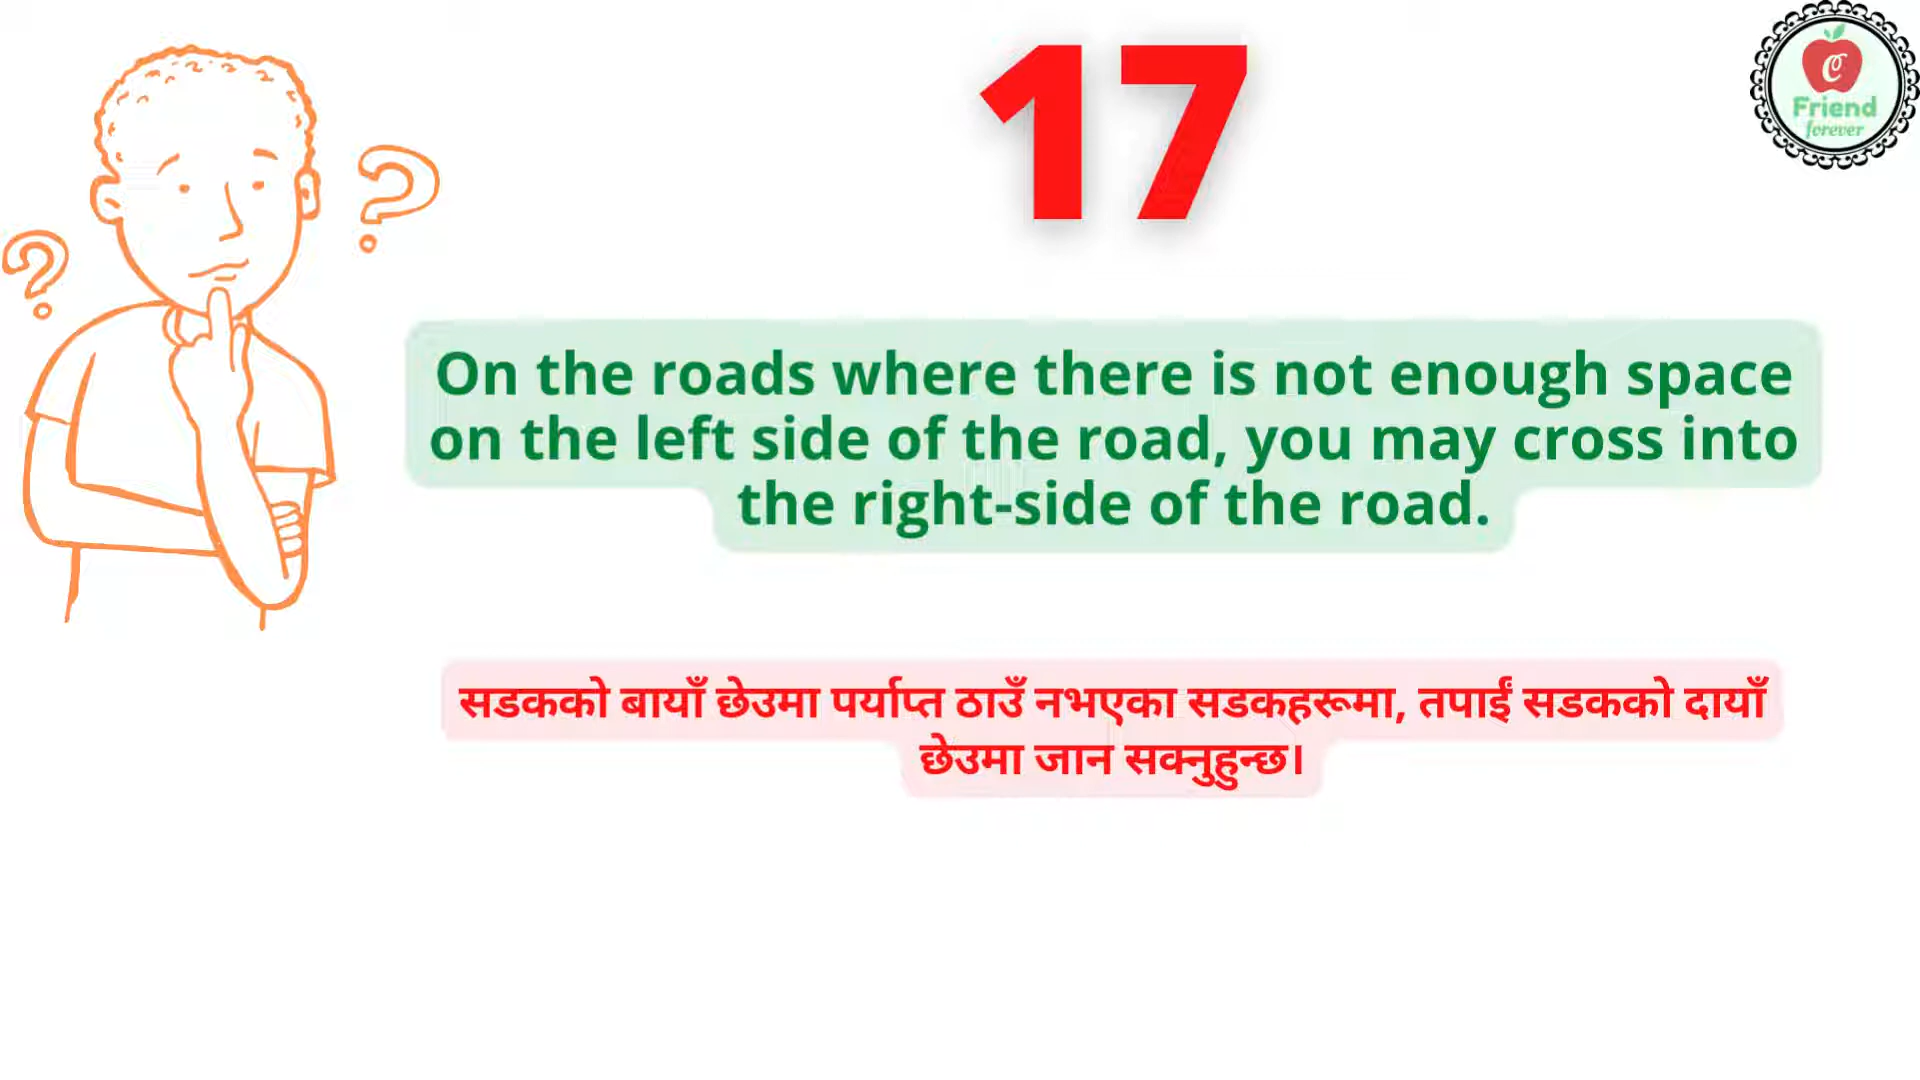 17
C
Friend
forever
On the roads where there is not enough space
on the left side of the road, you may cross into
the right-side of the road.
सडकको बायाँ छेउमा पर्याप्त ठाउँ नभएका सडकहरूमा, तपाईं सडकको दायाँ
छेउमा जान सक्नुहुन्छ।